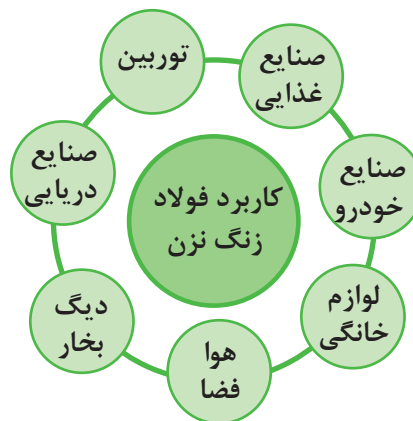 کاربرد فولاد
زنگ نزن
صنایع
غذایی
صنایع
خودرو
لوازم
خانگی
هوا
فضا
دیگ
بخار
صنایع
دریایی
توربین